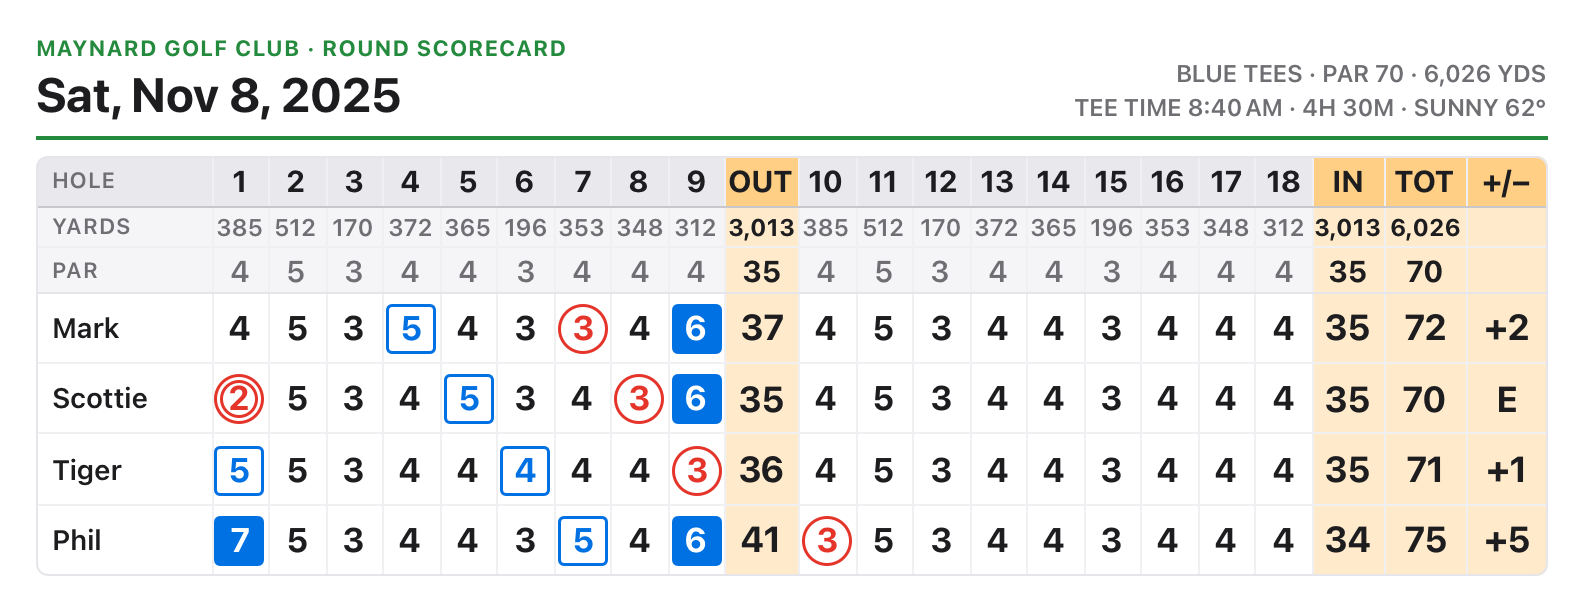 MAYNARD GOLF CLUB · ROUND SCORECARD
Sat, Nov 8, 2025
BLUE TEES · PAR 70 · 6,026 YDS
TEE TIME 8:40 AM · 4H 30M · SUNNY 62°
HOLE 1 2 3 4 5 6 7 8 9 OUT 10 11 12 13 14 15 16 17 18 IN TOT +/−
YARDS 385 512 170 372 365 196 353 348 312 3,013 385 512 170 372 365 196 353 348 312 3,013 6,026
PAR 4 5 3 4 4 3 4 4 4 35 4 5 3 4 4 3 4 4 4 35 70
Mark 4 5 3 5 4 3 3 4 6 37 4 5 3 4 4 3 4 4 4 35 72 +2
Scottie 2 5 3 4 5 3 4 3 6 35 4 5 3 4 4 3 4 4 4 35 70 E
Tiger 5 5 3 4 4 4 4 4 3 36 4 5 3 4 4 3 4 4 4 35 71 +1
Phil 7 5 3 4 4 3 5 4 6 41 3 5 3 4 4 3 4 4 4 34 75 +5